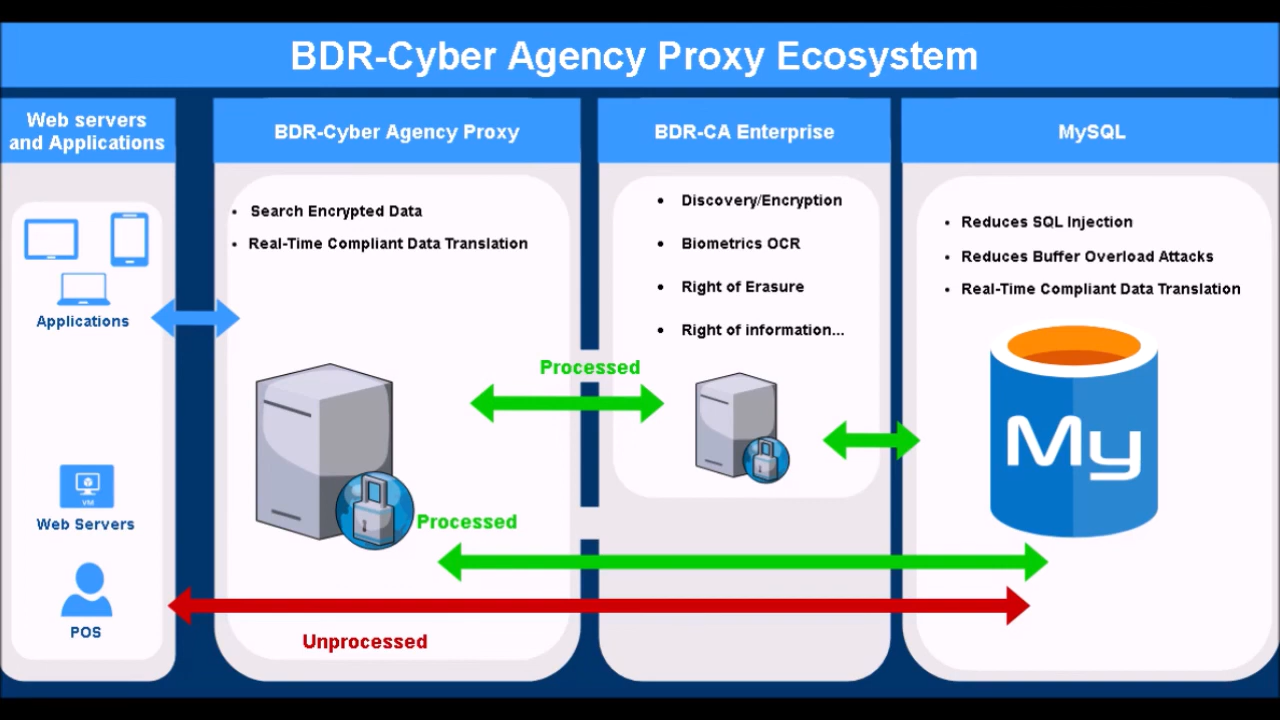 BDR-Cyber Agency Proxy Ecosystem
Web servers
and Applications
Applications
VM
Web Servers
POS
BDR-Cyber Agency Proxy
• Search Encrypted Data
• Real-Time Compliant Data Translation
Processed
Processed
Unprocessed
BDR-CA Enterprise
• Discovery/Encryption
• Biometrics OCR
• Right of Erasure
• Right of information...
MySQL
• Reduces SQL Injection
• Reduces Buffer Overload Attacks
• Real-Time Compliant Data Translation
My